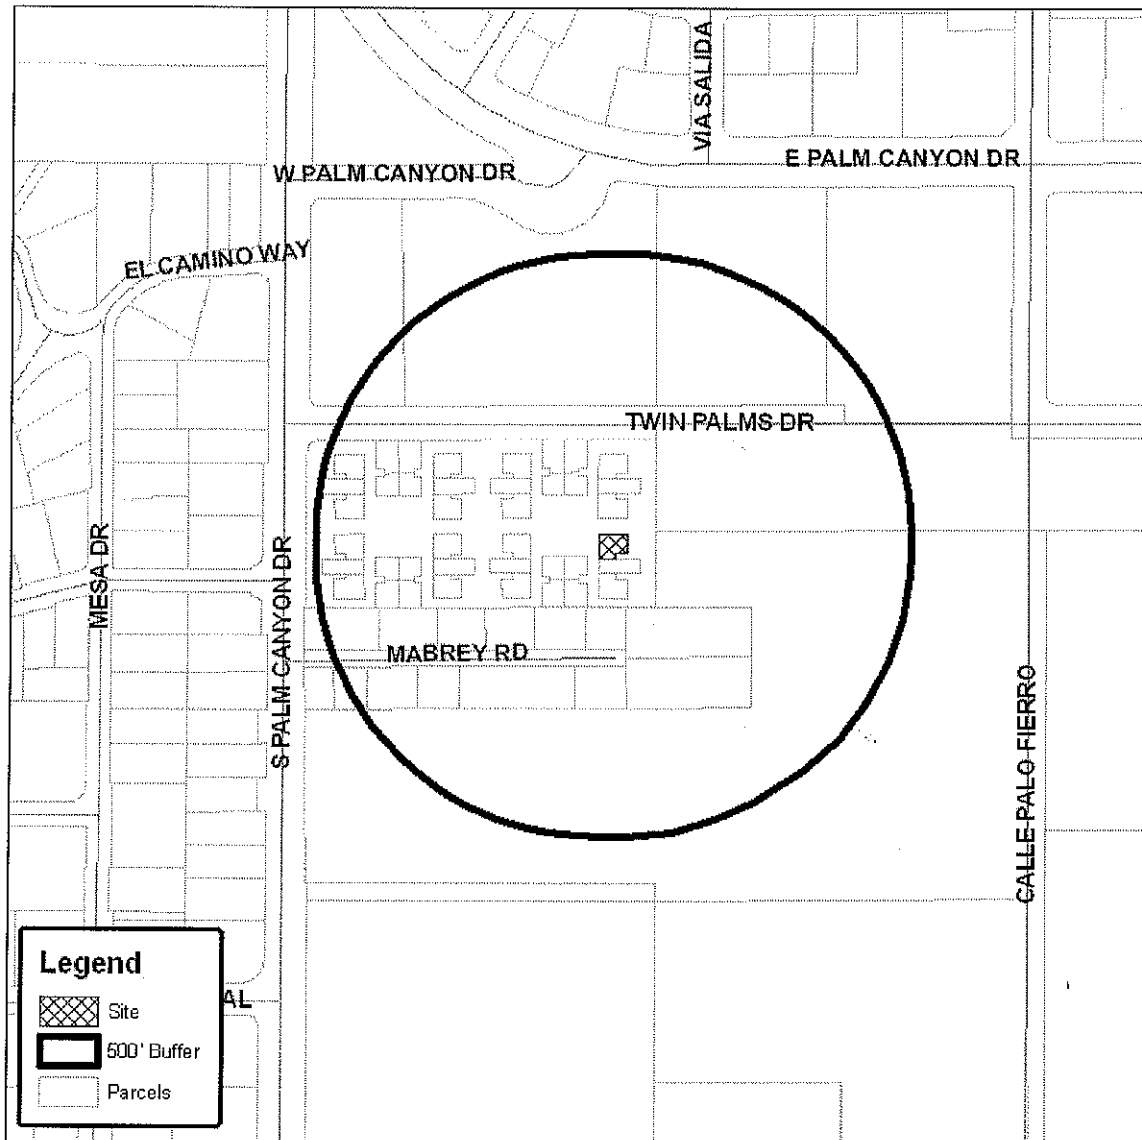 VIA SALIDA
E PALM CANYON DR
W PALM CANYON DR
EL CAMINO WAY
TWIN PALMS DR
MESA DR
S PALM CANYON DR
MABREY RD
CALLE PALO FIERRO
Legend
Site
500' Buffer
Parcels
AL